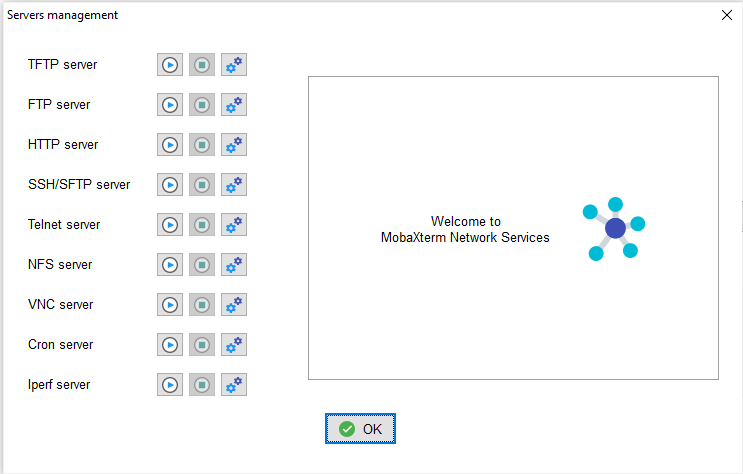 Servers management
TFTP server
FTP server
HTTP server
SSH/SFTP server
Telnet server
NFS server
VNC server
Cron server
Iperf server
Welcome to
MobaXterm Network Services
OK